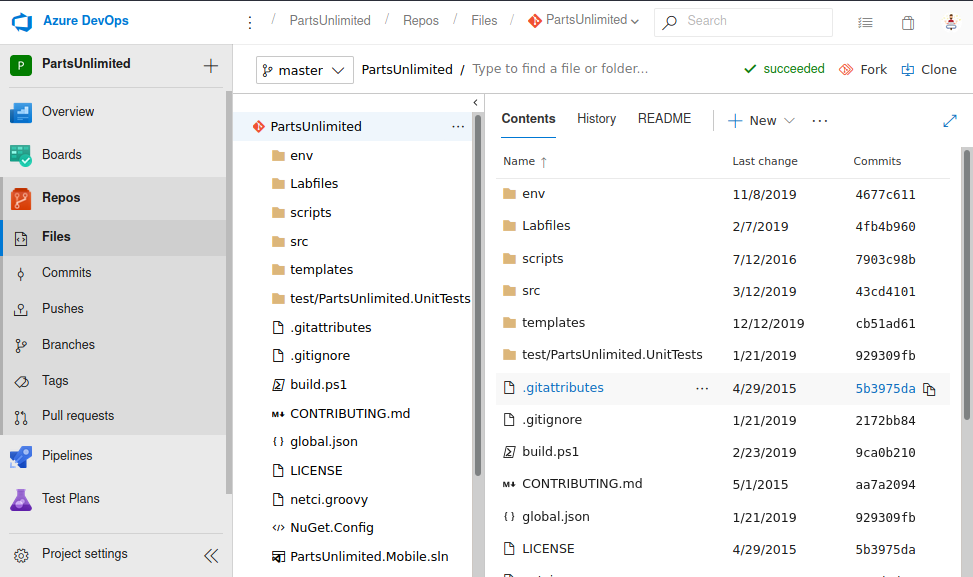 Azure DevOps
/ PartsUnlimited / Repos / Files / PartsUnlimited
Search
P PartsUnlimited
Overview
Boards
Repos
Files
Commits
Pushes
Branches
Tags
Pull requests
Pipelines
Test Plans
Project settings
master PartsUnlimited / Type to find a file or folder... succeeded Fork Clone
PartsUnlimited
env
Labfiles
scripts
src
templates
test/PartsUnlimited.UnitTests
.gitattributes
.gitignore
build.ps1
M↓ CONTRIBUTING.md
{} global.json
LICENSE
netci.groovy
NuGet.Config
PartsUnlimited.Mobile.sln
Contents History README New
Name ↑ Last change Commits
env 11/8/2019 4677c611
Labfiles 2/7/2019 4fb4b960
scripts 7/12/2016 7903c98b
src 3/12/2019 43cd4101
templates 12/12/2019 cb51ad61
test/PartsUnlimited.UnitTests 1/21/2019 929309fb
.gitattributes 4/29/2015 5b3975da
.gitignore 1/21/2019 2172bb84
build.ps1 2/23/2019 9ca0b210
M↓ CONTRIBUTING.md 5/1/2015 aa7a2094
{} global.json 1/21/2019 929309fb
LICENSE 4/29/2015 5b3975da